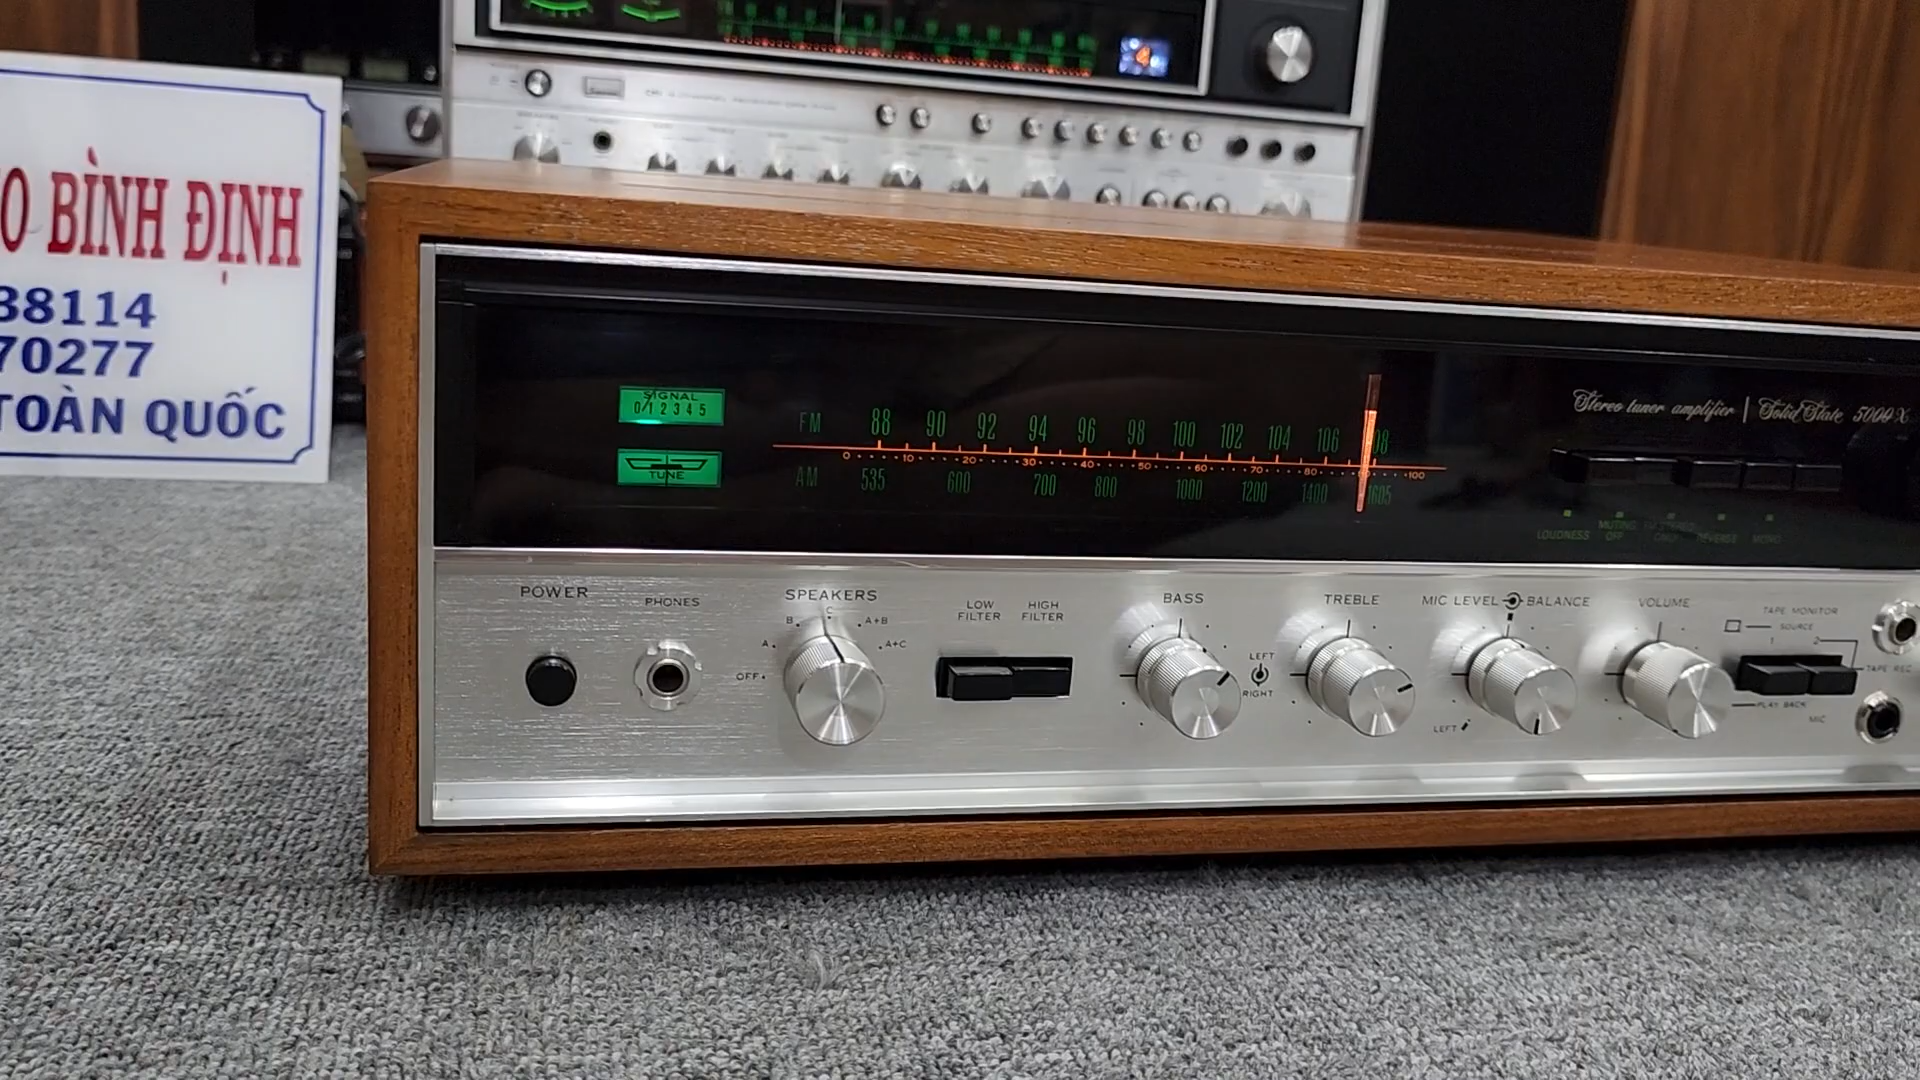 O BÌNH ĐỊNH
38114
70277
TOÀN QUỐC
SIGNAL
0 1 2 3 4 5
TUNE
FM 88 90 92 94 96 98 100 102 104 106 108
0 10 20 30 40 50 60 70 80 90 100
AM 535 600 700 800 1000 1200 1400 1605
Stereo tuner amplifier | Solid State 5000X
LOUDNESS
MUTING OFF
FM STEREO ONLY
REVERSE
MONO
POWER
PHONES
SPEAKERS
OFF A B C A+B A+C
LOW FILTER
HIGH FILTER
BASS
LEFT
RIGHT
TREBLE
MIC LEVEL BALANCE
LEFT
VOLUME
TAPE MONITOR
SOURCE
1 2
TAPE REC
PLAY BACK
MIC